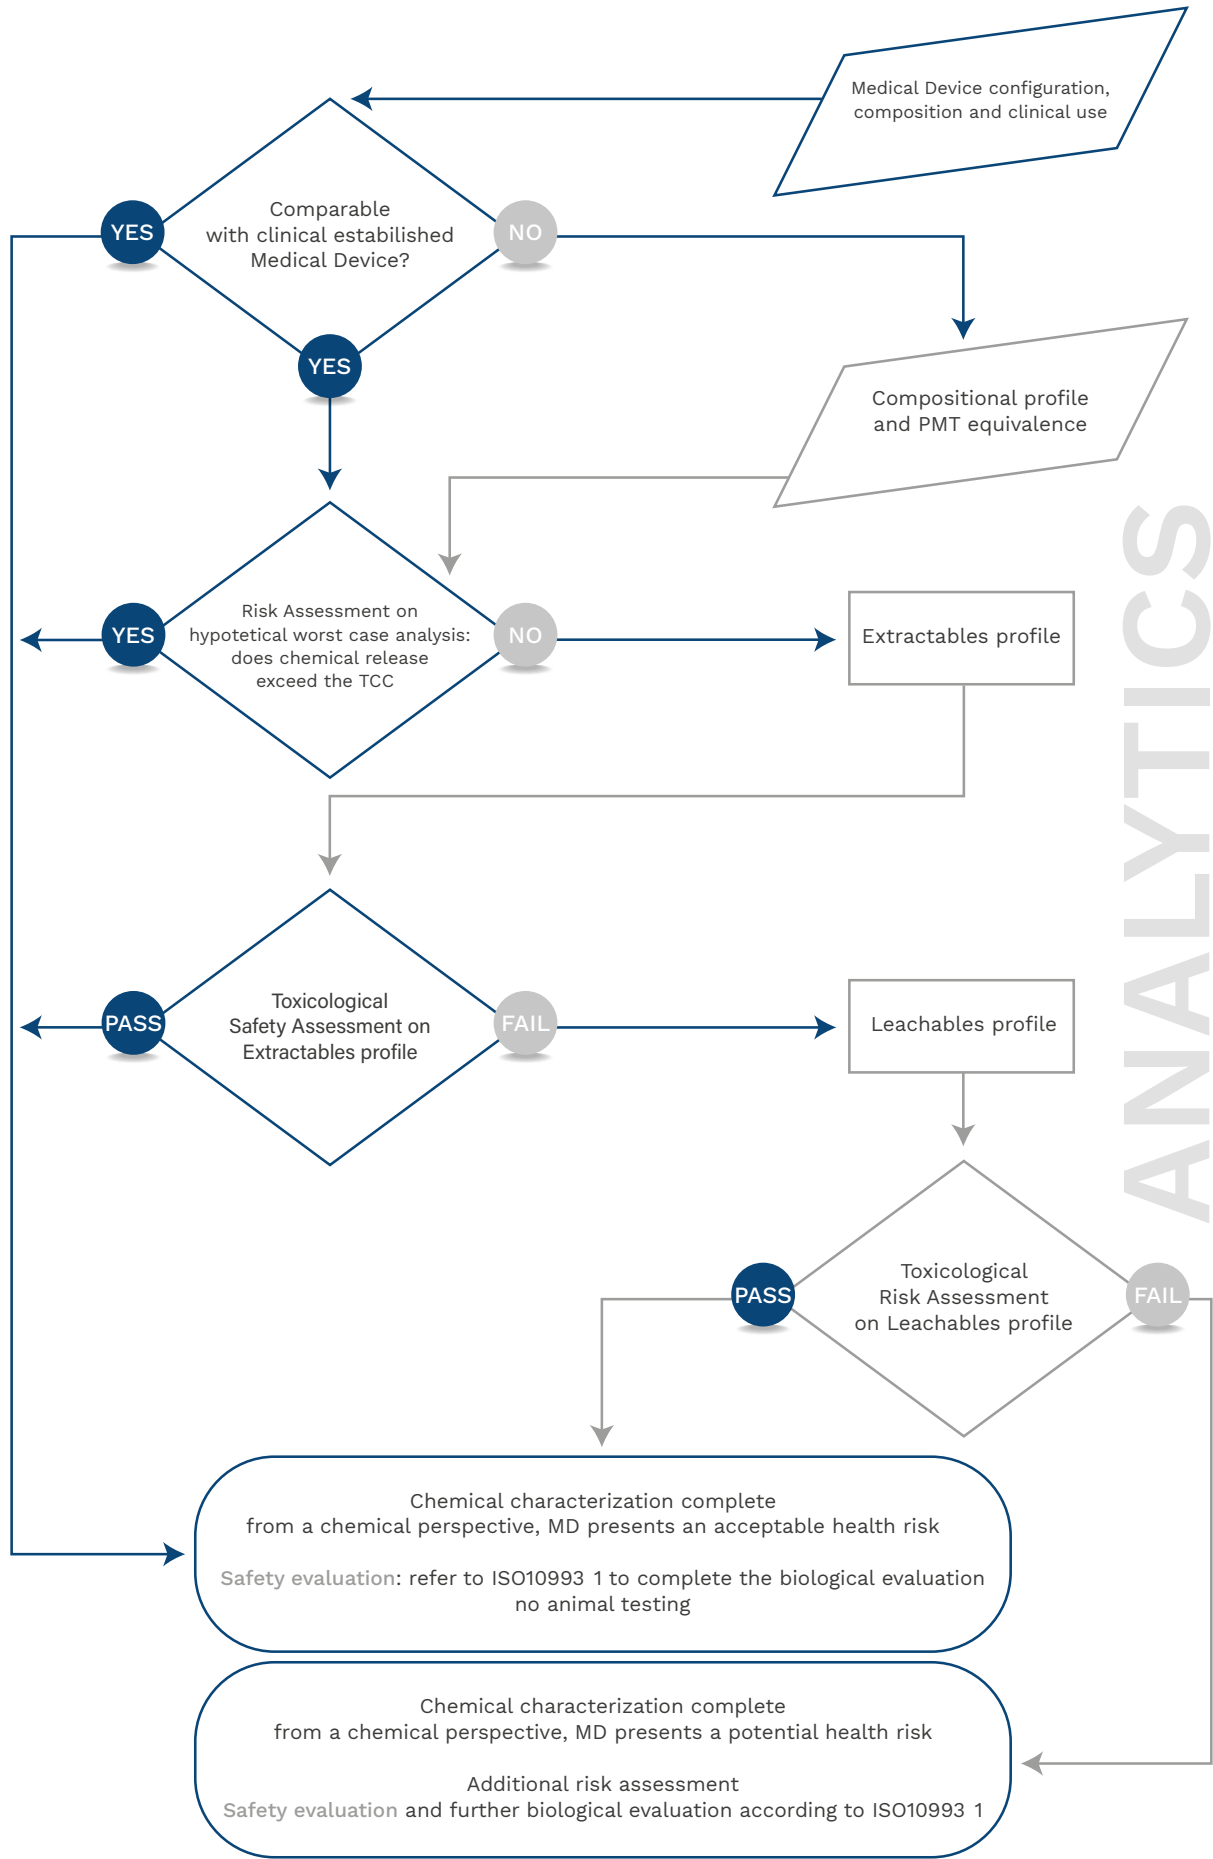 Medical Device configuration,
composition and clinical use
Comparable
with clinical estabilished
Medical Device?
YES
NO
YES
Compositional profile
and PMT equivalence
Risk Assessment on
hypotetical worst case analysis:
does chemical release
exceed the TCC
YES
NO
Extractables profile
Toxicological
Safety Assessment on
Extractables profile
PASS
FAIL
Leachables profile
Toxicological
Risk Assessment
on Leachables profile
PASS
FAIL
ANALYTICS
Chemical characterization complete
from a chemical perspective, MD presents an acceptable health risk
Safety evaluation: refer to ISO10993 1 to complete the biological evaluation
no animal testing
Chemical characterization complete
from a chemical perspective, MD presents a potential health risk
Additional risk assessment
Safety evaluation and further biological evaluation according to ISO10993 1